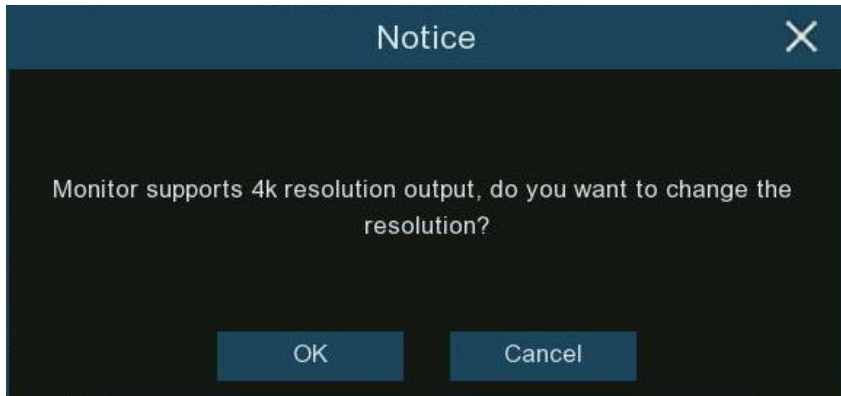 Notice
Monitor supports 4k resolution output, do you want to change the
resolution?
OK
Cancel